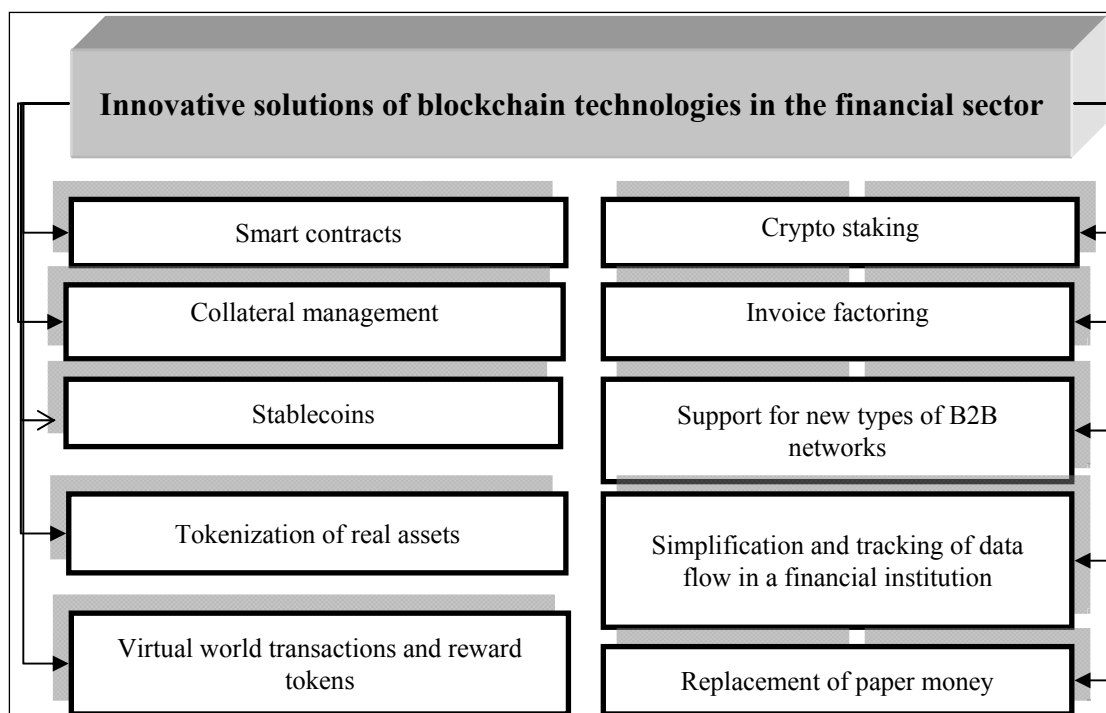 Innovative solutions of blockchain technologies in the financial sector
Smart contracts
Collateral management
Stablecoins
Tokenization of real assets
Virtual world transactions and reward
tokens
Crypto staking
Invoice factoring
Support for new types of B2B
networks
Simplification and tracking of data
flow in a financial institution
Replacement of paper money